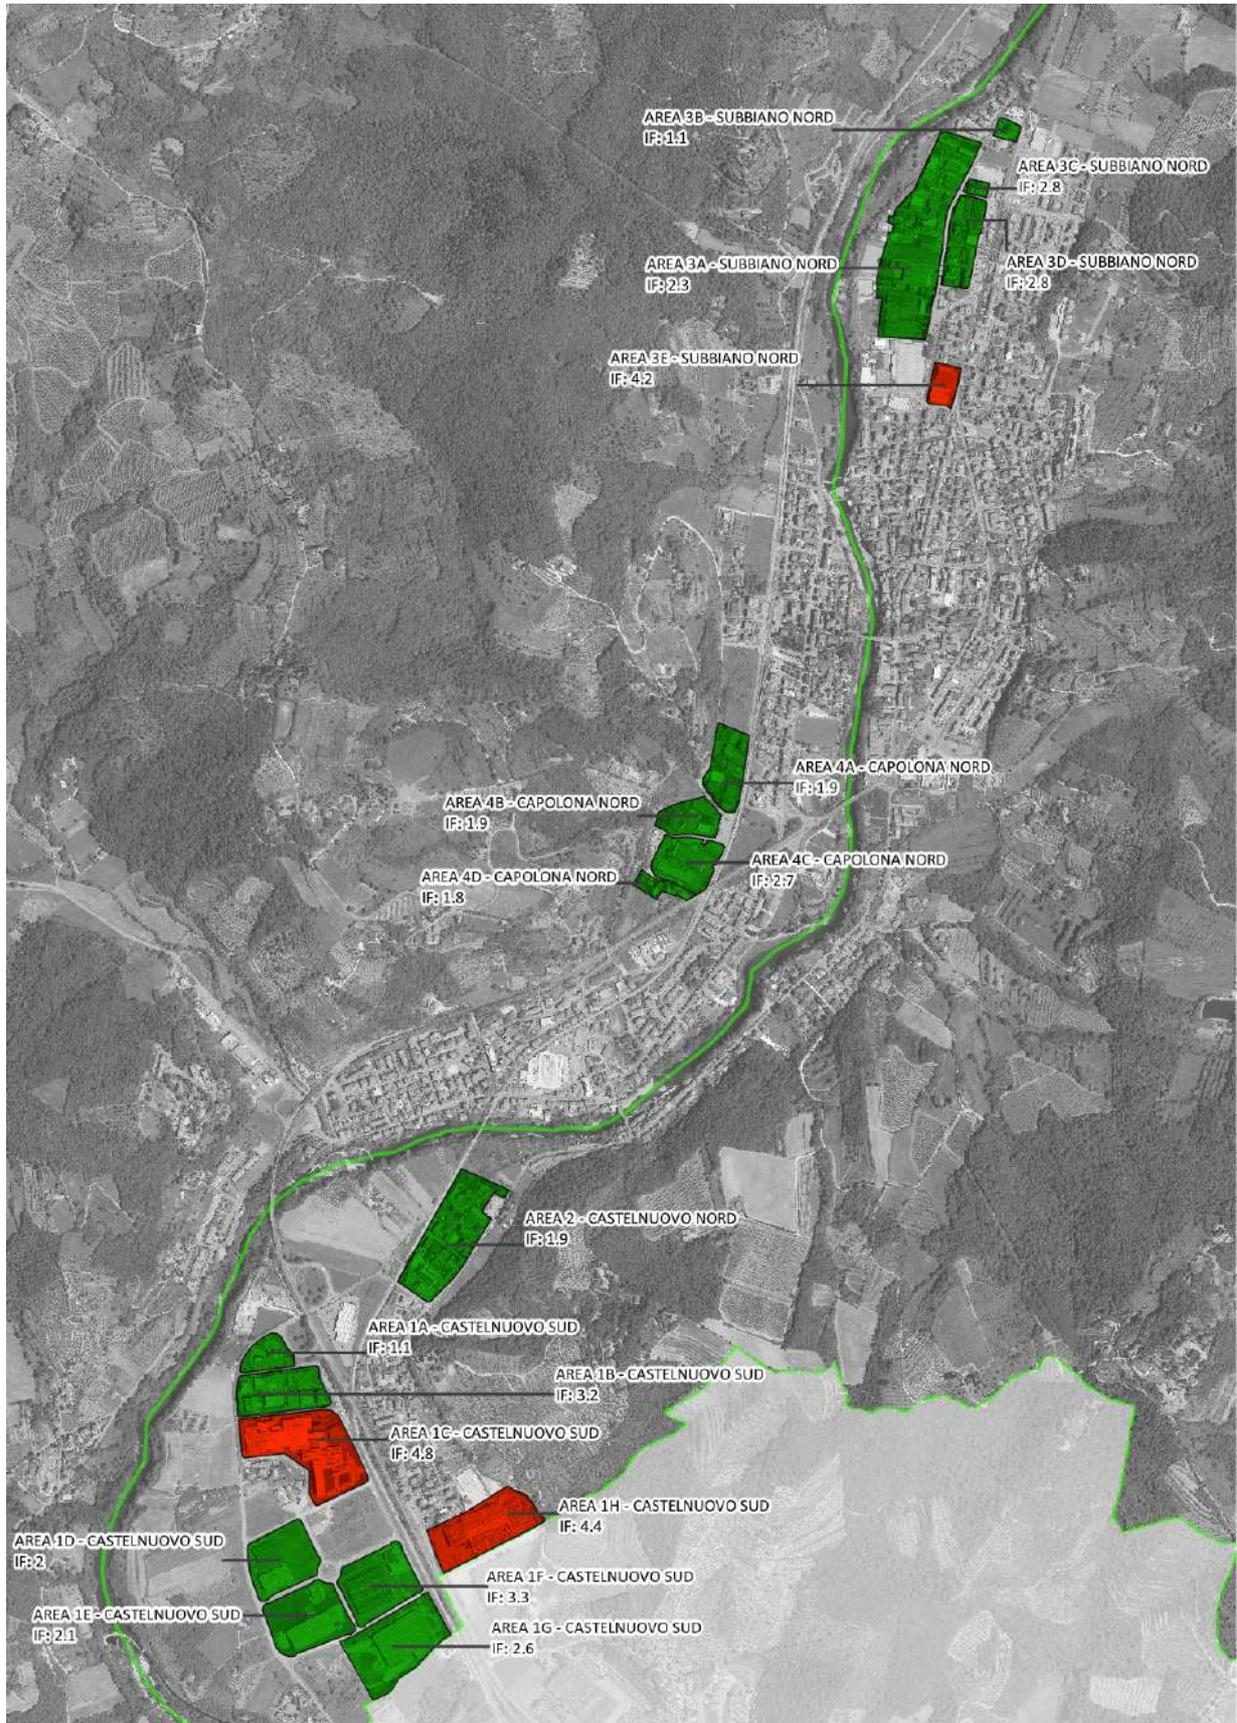 AREA 3B - SUBBIANO NORD
IF: 1.1
AREA 3C - SUBBIANO NORD
IF: 2.8
AREA 3A - SUBBIANO NORD
IF: 2.3
AREA 3D - SUBBIANO NORD
IF: 2.8
AREA 3E - SUBBIANO NORD
IF: 4.2
AREA 4A - CAPOLONA NORD
IF: 1.9
AREA 4B - CAPOLONA NORD
IF: 1.9
AREA 4C - CAPOLONA NORD
IF: 2.7
AREA 4D - CAPOLONA NORD
IF: 1.8
AREA 2 - CASTELNUOVO NORD
IF: 1.9
AREA 1A - CASTELNUOVO SUD
IF: 1.1
AREA 1B - CASTELNUOVO SUD
IF: 3.2
AREA 1C - CASTELNUOVO SUD
IF: 4.8
AREA 1H - CASTELNUOVO SUD
IF: 4.4
AREA 1D - CASTELNUOVO SUD
IF: 2
AREA 1F - CASTELNUOVO SUD
IF: 3.3
AREA 1E - CASTELNUOVO SUD
IF: 2.1
AREA 1G - CASTELNUOVO SUD
IF: 2.6